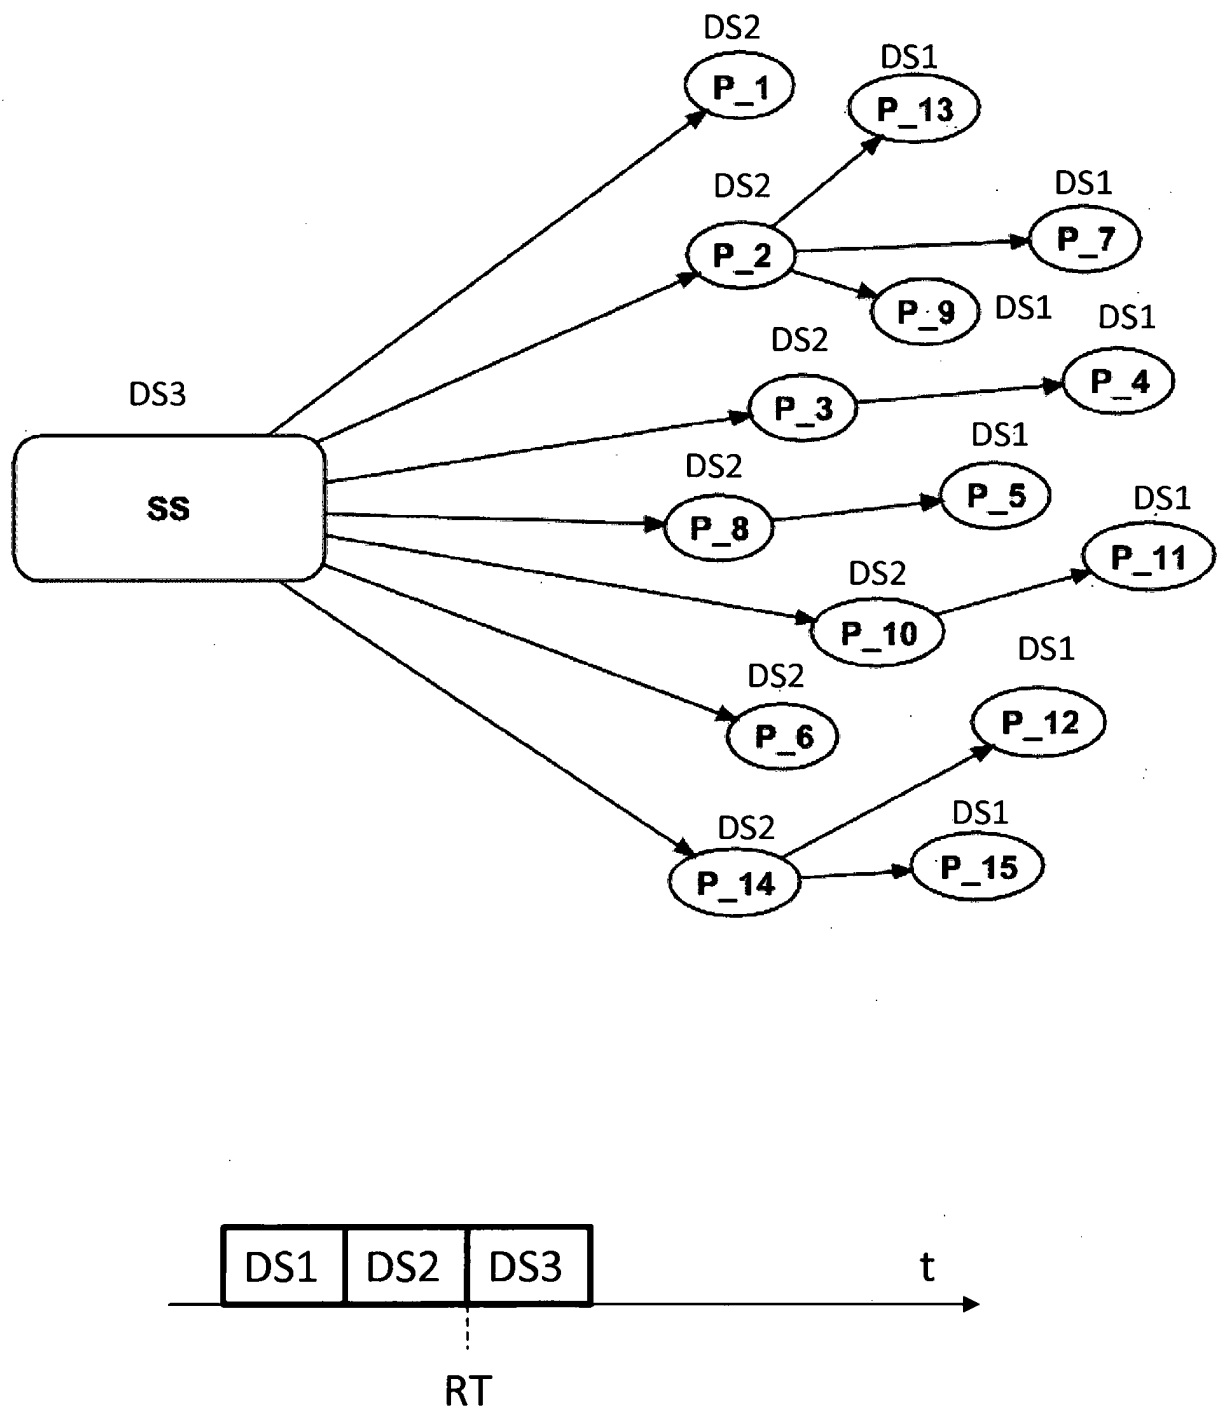 DS2
P_1
DS1
P_13
DS2
P_2
DS1
P_7
P_9 DS1
DS2
P_3
DS1
P_4
DS3
SS
DS2
P_8
DS1
P_5
DS1
P_11
DS2
P_10
DS2
P_6
DS1
P_12
DS2
P_14
DS1
P_15
DS1 DS2 DS3 t
RT